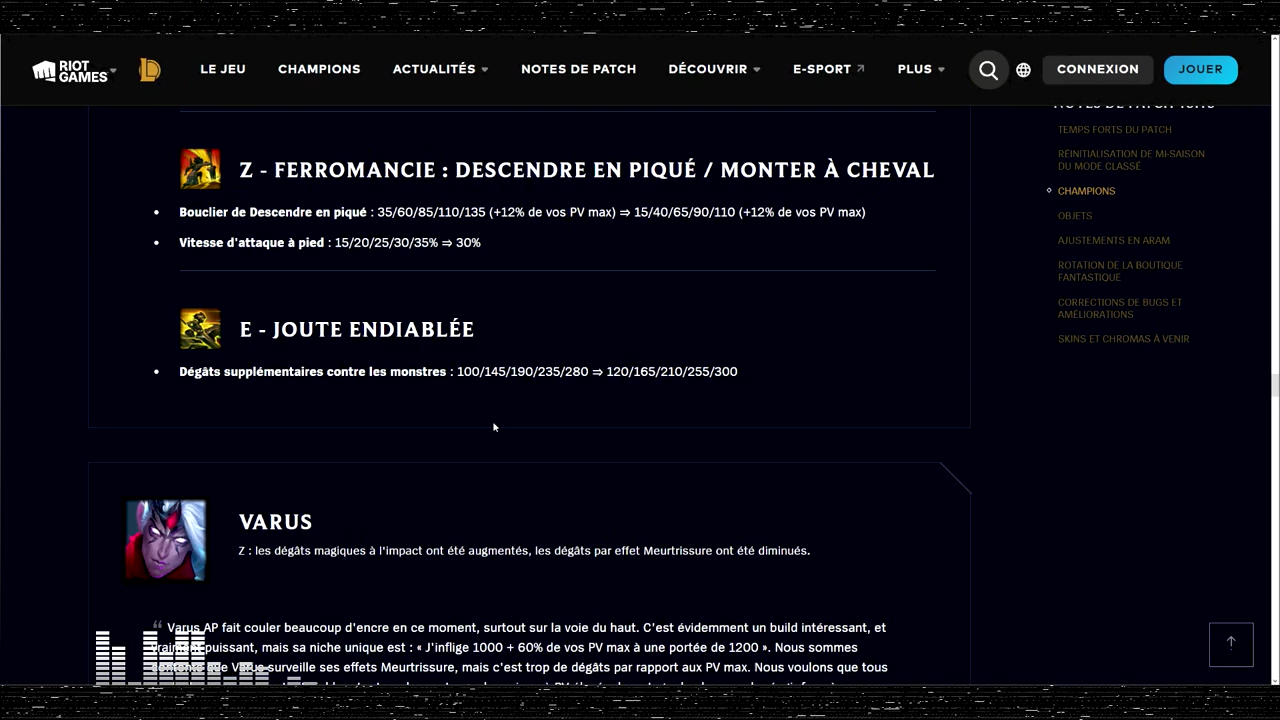 RIOT GAMES
LE JEU
CHAMPIONS
ACTUALITÉS
NOTES DE PATCH
DÉCOUVRIR
E-SPORT
PLUS
CONNEXION
JOUER
Z - FERROMANCIE : DESCENDRE EN PIQUÉ / MONTER À CHEVAL
• Bouclier de Descendre en piqué : 35/60/85/110/135 (+12% de vos PV max) ⇒ 15/40/65/90/110 (+12% de vos PV max)
• Vitesse d'attaque à pied : 15/20/25/30/35% ⇒ 30%
E - JOUTE ENDIABLÉE
• Dégâts supplémentaires contre les monstres : 100/145/190/235/280 ⇒ 120/165/210/255/300
VARUS
Z : les dégâts magiques à l'impact ont été augmentés, les dégâts par effet Meurtrissure ont été diminués.
“ Varus AP fait couler beaucoup d'encre en ce moment, surtout sur la voie du haut. C'est évidemment un build intéressant, et
vraiment puissant, mais sa niche unique est : « J'inflige 1000 + 60% de vos PV max à une portée de 1200 ». Nous sommes
que Varus surveille ses effets Meurtrissure, mais c'est trop de dégâts par rapport aux PV max. Nous voulons que tous
NOTES DE PATCH
TEMPS FORTS DU PATCH
RÉINITIALISATION DE MI-SAISON
DU MODE CLASSÉ
CHAMPIONS
OBJETS
AJUSTEMENTS EN ARAM
ROTATION DE LA BOUTIQUE
FANTASTIQUE
CORRECTIONS DE BUGS ET
AMÉLIORATIONS
SKINS ET CHROMAS À VENIR